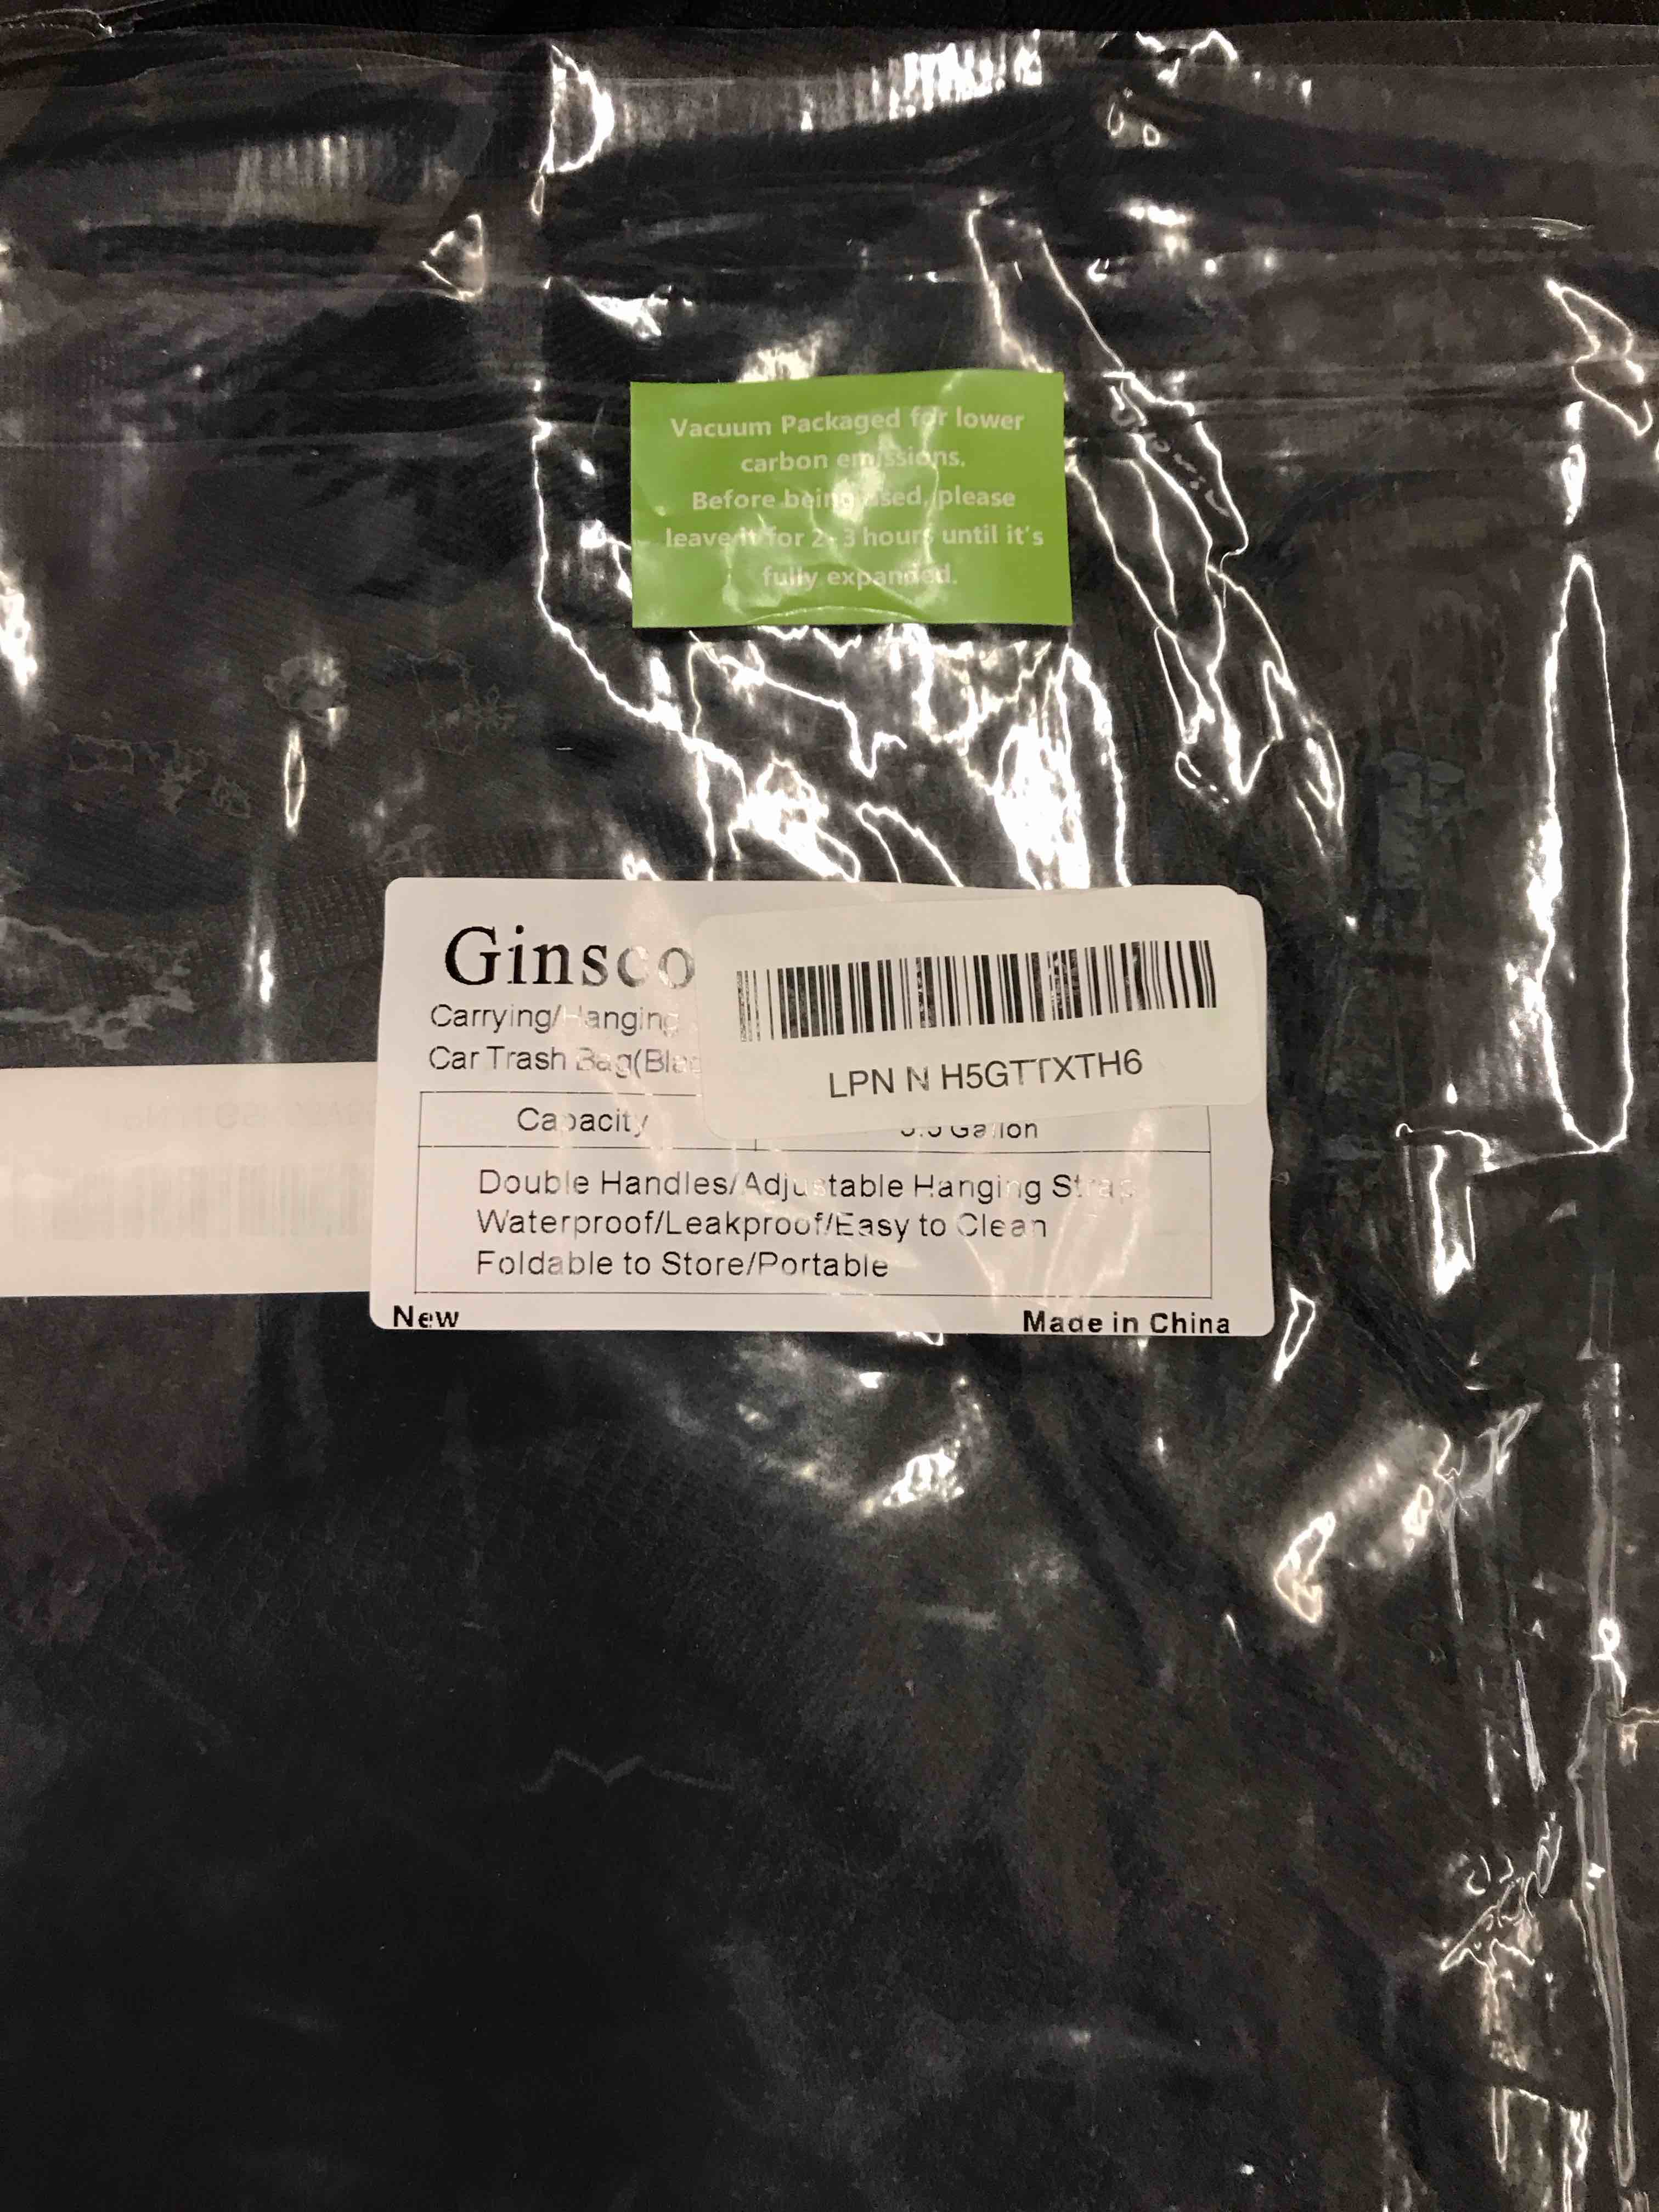 Vacuum Packaged for lower
carbon emissions.
Before being used, please
leave it for 2-3 hours until it's
fully expanded.
Ginsco
Carrying/Hanging
Car Trash Bag(Blac
LPN N H5GTTXTH6
Capacity
Gallon
Double Handles/Adjustable Hanging Strap
Waterproof/Leakproof/Easy to Clean
Foldable to Store/Portable
New
Made in China